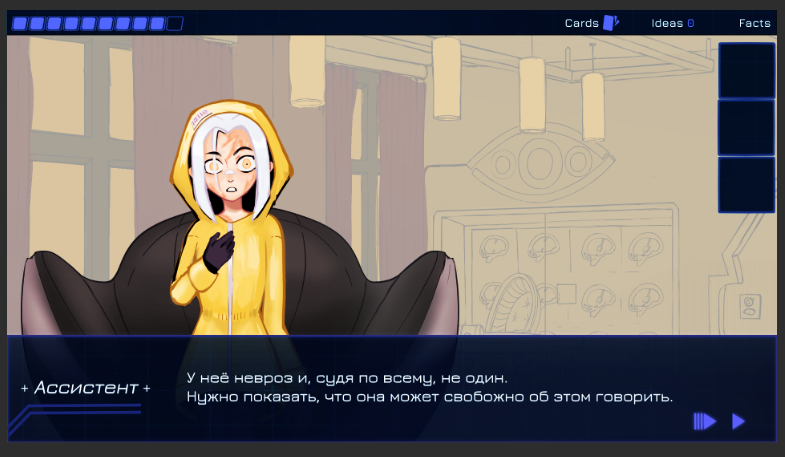 Cards Ideas 0 Facts
+ Ассистент +
У неё невроз и, судя по всему, не один.
Нужно показать, что она может свобожно об этом говорить.